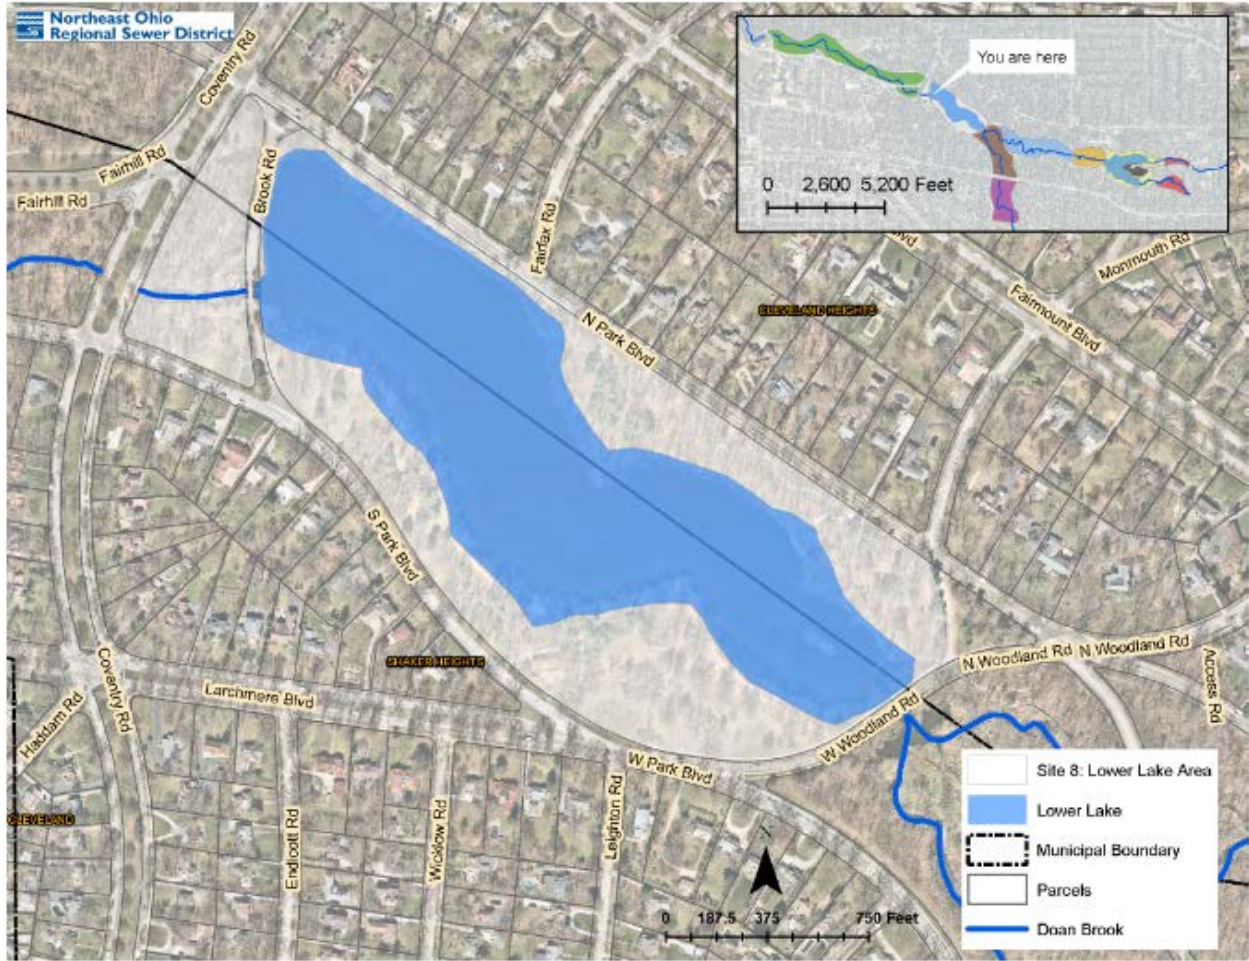 Northeast Ohio
Regional Sewer District
Coventry Rd
You are here
0 2,600 5,200 Feet
Fairhill Rd
Fairhill Rd
Brook Rd
Fairfax Rd
N Park Blvd
Blvd
Monmouth Rd
Fairmount Blvd
CLEVELAND HEIGHTS
S Park Blvd
SHAKER HEIGHTS
N Woodland Rd
N Woodland Rd
Access Rd
Coventry Rd
Haddam Rd
Larchmere Blvd
W Woodland Rd
W Park Blvd
CLEVELAND
Endicott Rd
Wicklow Rd
Leighton Rd
Site 8: Lower Lake Area
Lower Lake
Municipal Boundary
Parcels
Doan Brook
0 187.5 375 750 Feet